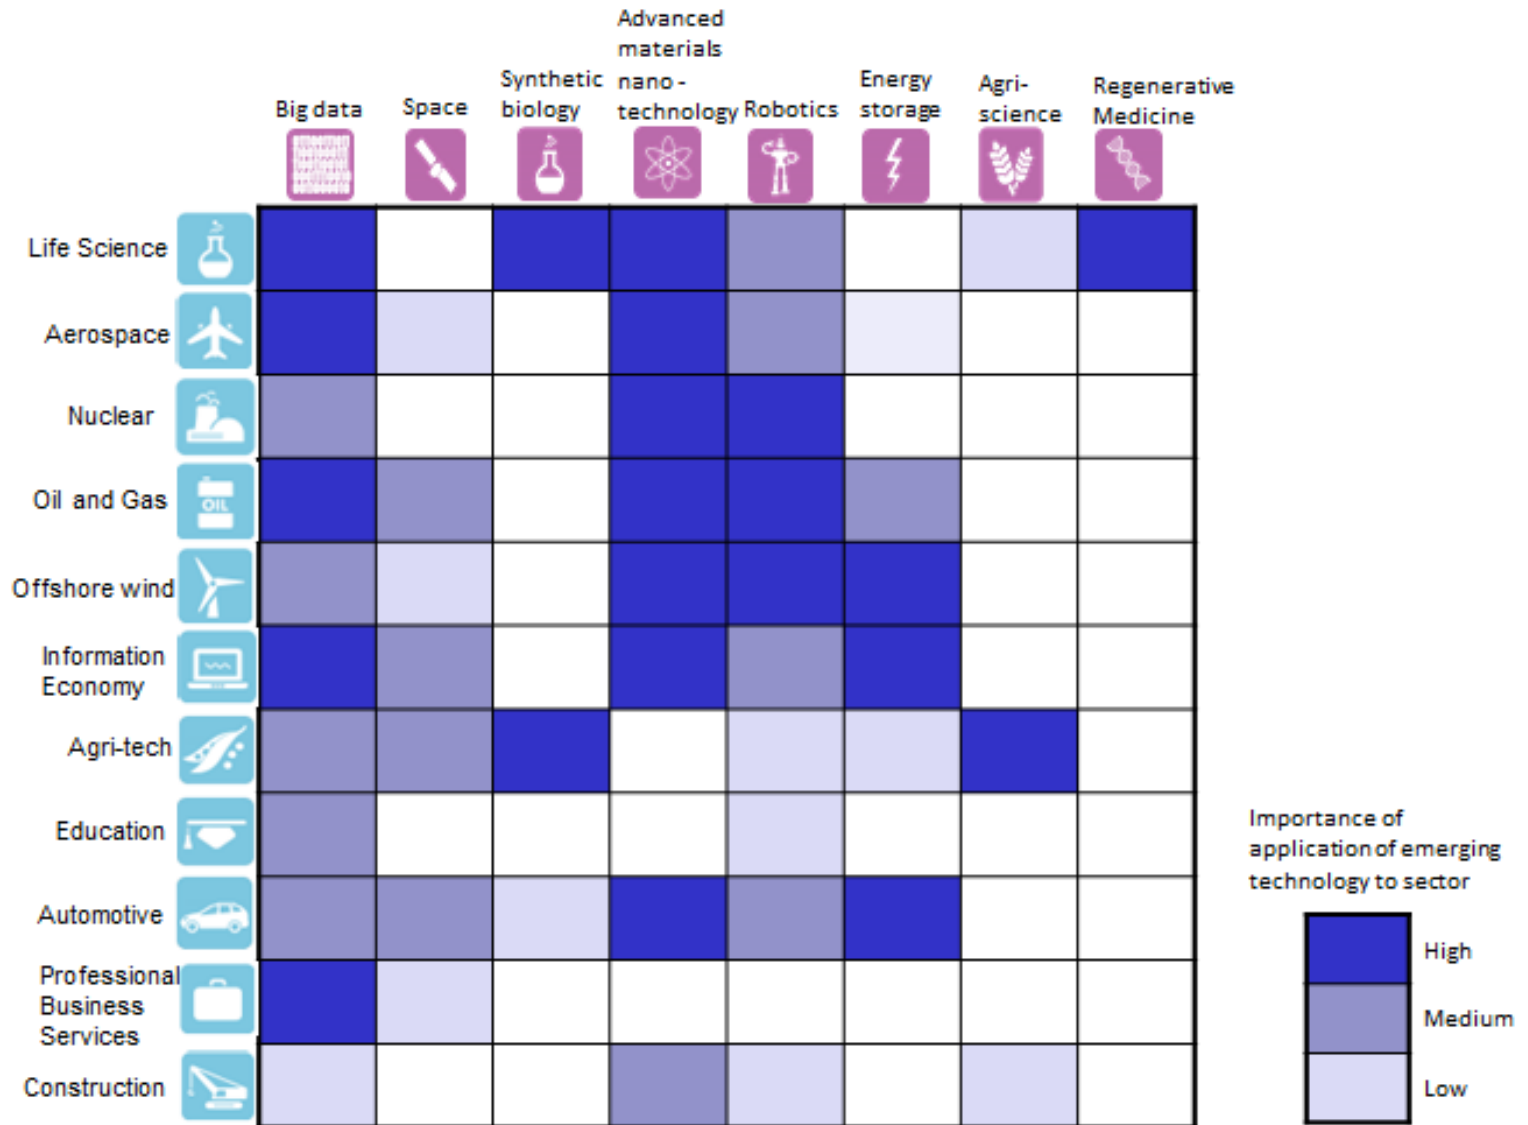 Advanced
materials
nano -
technology
Big data
Space
Synthetic
biology
Robotics
Energy
storage
Agri-
science
Regenerative
Medicine
Life Science
Aerospace
Nuclear
Oil and Gas
OIL
Offshore wind
Information
Economy
Agri-tech
Education
Automotive
Professional
Business
Services
Construction
Importance of
application of emerging
technology to sector
High
Medium
Low